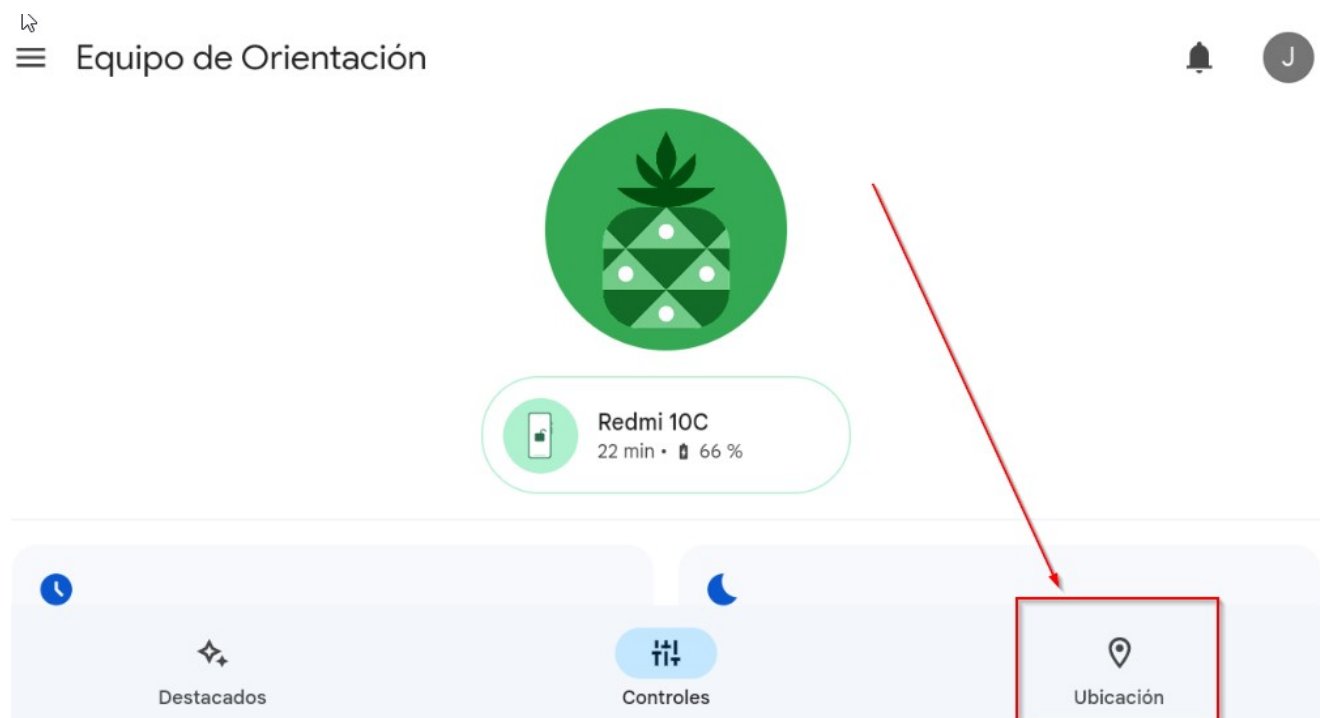 Equipo de Orientación
J
Redmi 10C
22 min • 66 %
Destacados
Controles
Ubicación